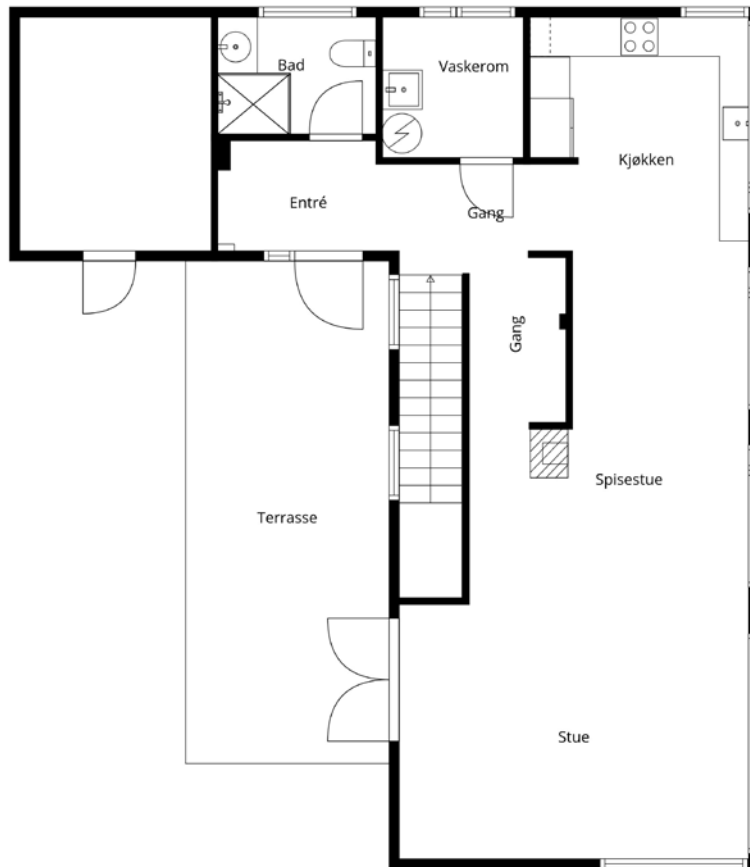 Bad
Vaskerom
Kjøkken
Entré
Gang
Gang
Spisestue
Terrasse
Stue